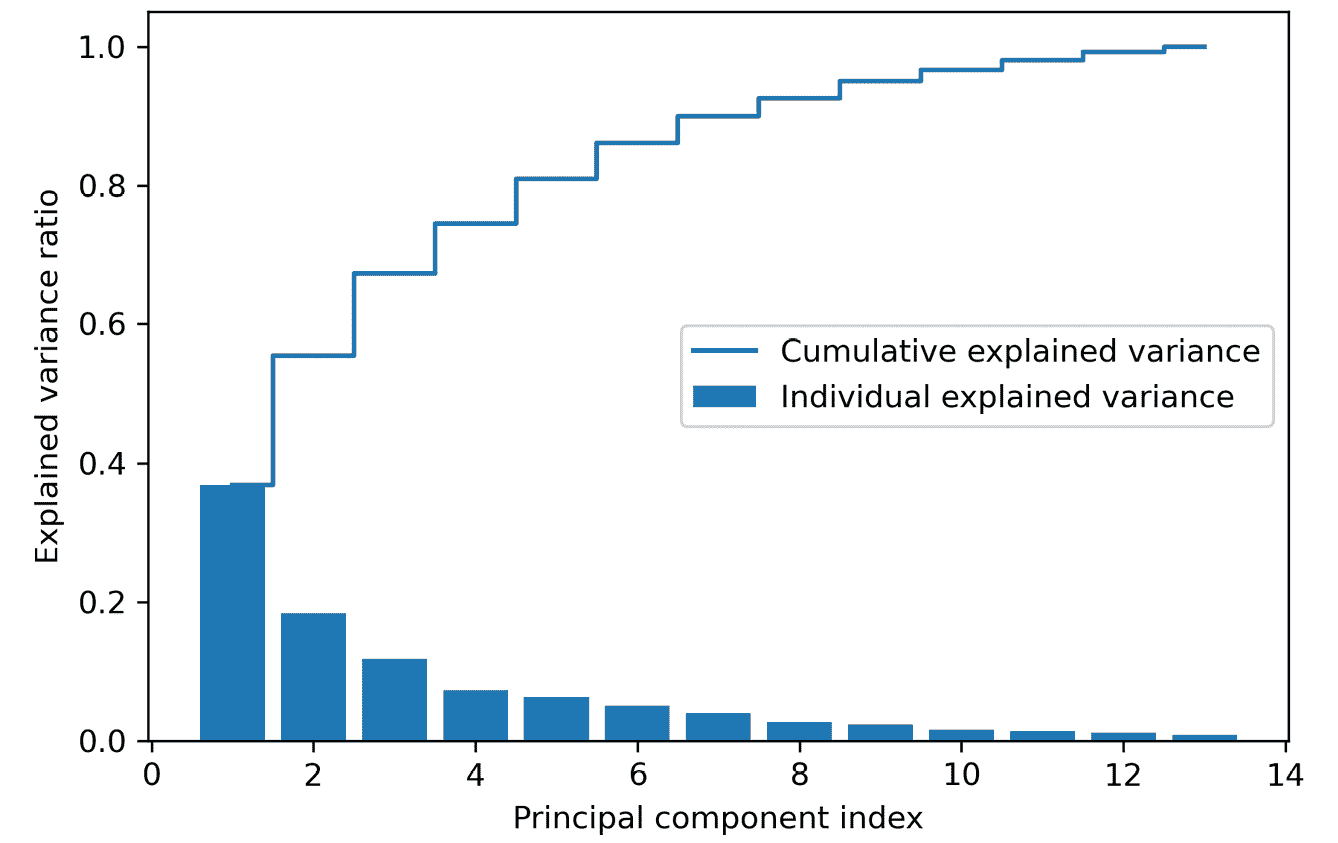 1.0
0.8
0.6
0.4
0.2
0.0
Explained variance ratio
Cumulative explained variance
Individual explained variance
0 2 4 6 8 10 12 14
Principal component index